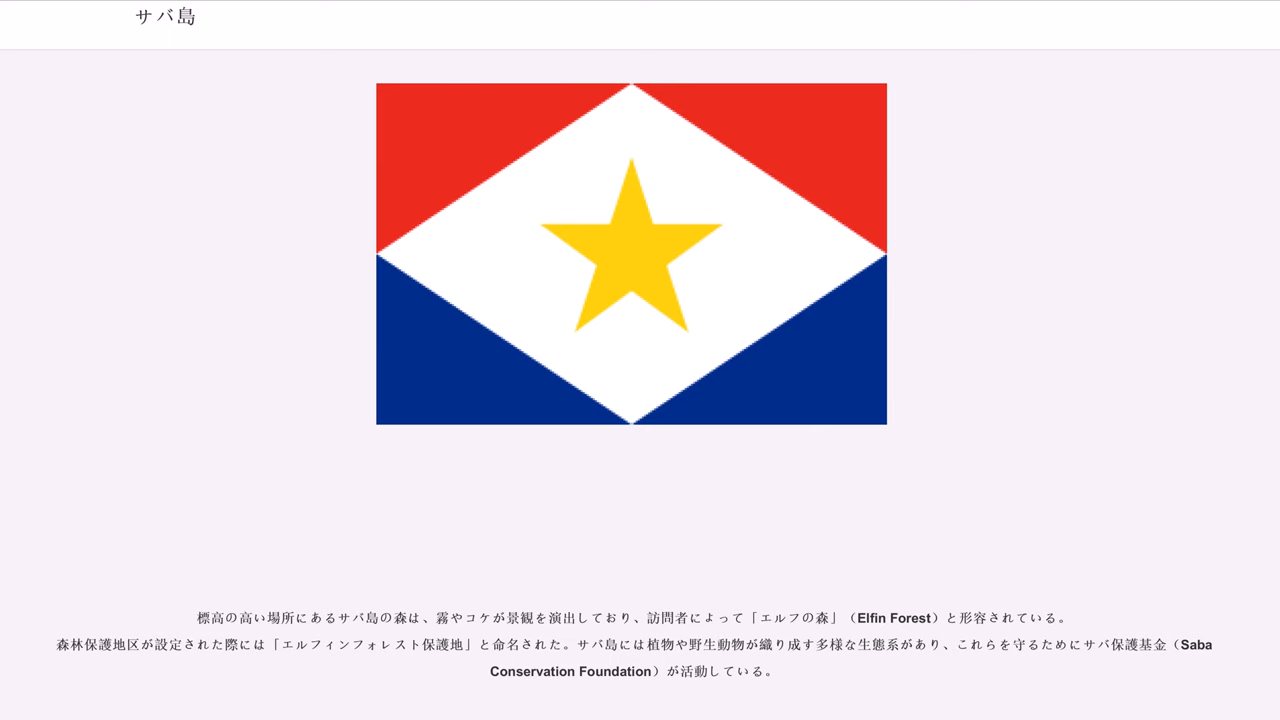 サバ島
標高の高い場所にあるサバ島の森は、霧やコケが景観を演出しており、訪問者によって「エルフの森」（Elfin Forest）と形容されている。
森林保護地区が設定された際には「エルフィンフォレスト保護地」と命名された。サバ島には植物や野生動物が織り成す多様な生態系があり、これらを守るためにサバ保護基金（Saba
Conservation Foundation）が活動している。